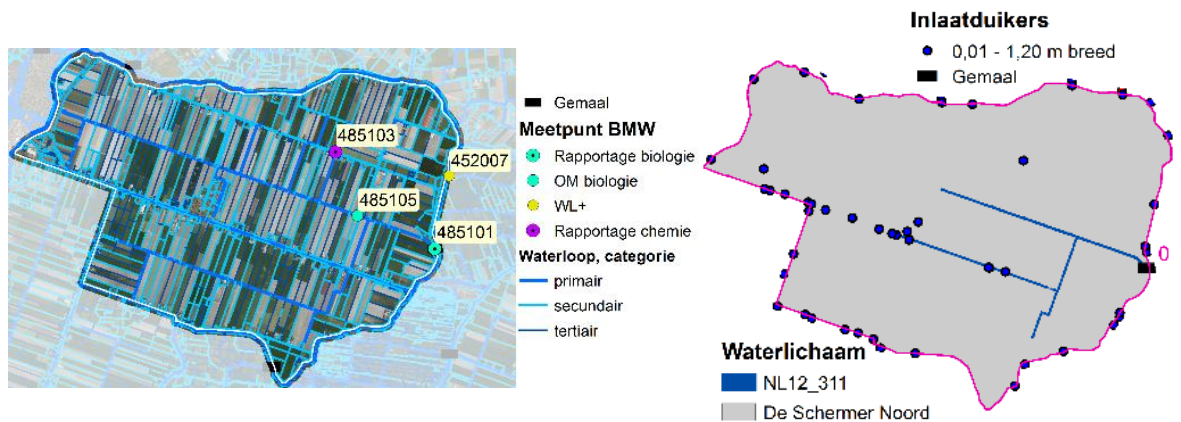 485103
452007
485105
485101
Gemaal
Meetpunt BMW
Rapportage biologie
OM biologie
WL+
Rapportage chemie
Waterloop, categorie
primair
secundair
tertiair
Inlaatduikers
0,01 - 1,20 m breed
Gemaal
0
Waterlichaam
NL12_311
De Schermer Noord